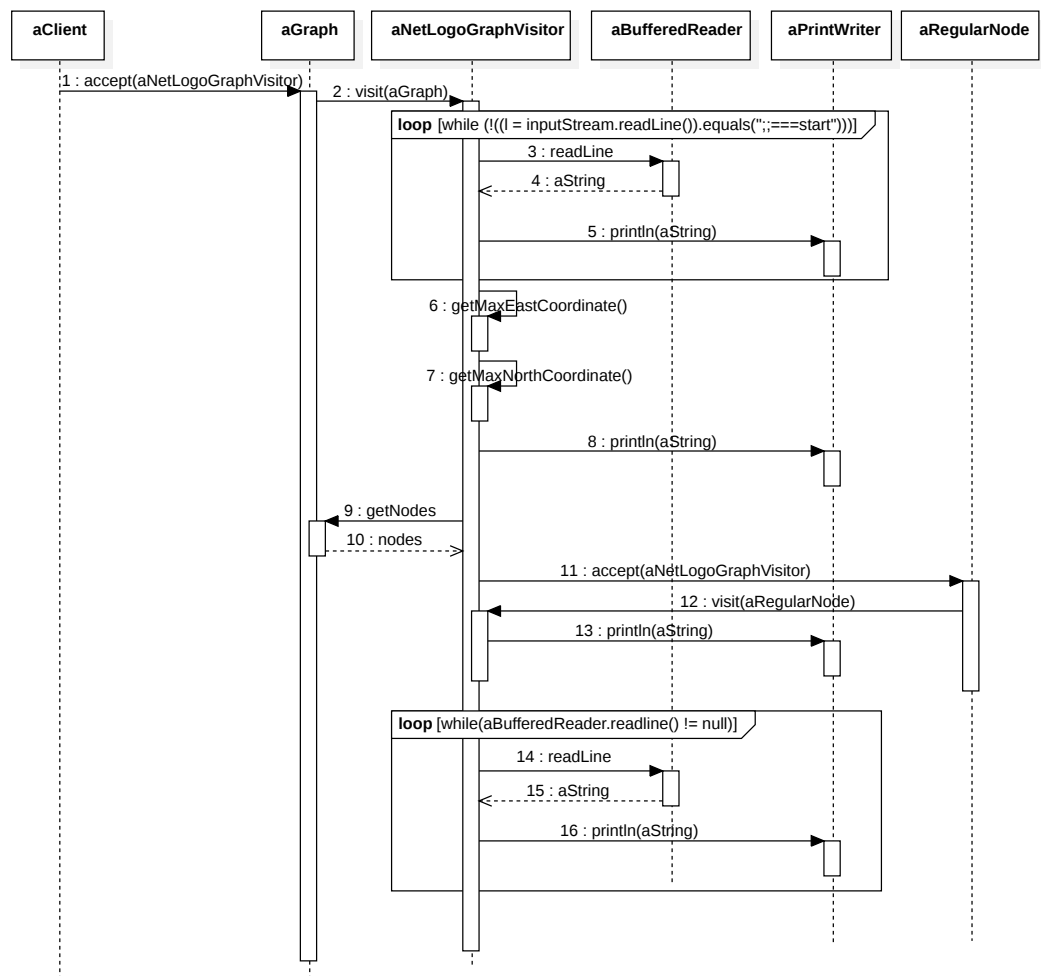 aClient
aGraph
aNetLogoGraphVisitor
aBufferedReader
aPrintWriter
aRegularNode
1 : accept(aNetLogoGraphVisitor)
2 : visit(aGraph)
loop [while (!((l = inputStream.readLine()).equals(";;===start")))]
3 : readLine
4 : aString
5 : println(aString)
6 : getMaxEastCoordinate()
7 : getMaxNorthCoordinate()
8 : println(aString)
9 : getNodes
10 : nodes
11 : accept(aNetLogoGraphVisitor)
12 : visit(aRegularNode)
13 : println(aString)
loop [while(aBufferedReader.readline() != null)]
14 : readLine
15 : aString
16 : println(aString)